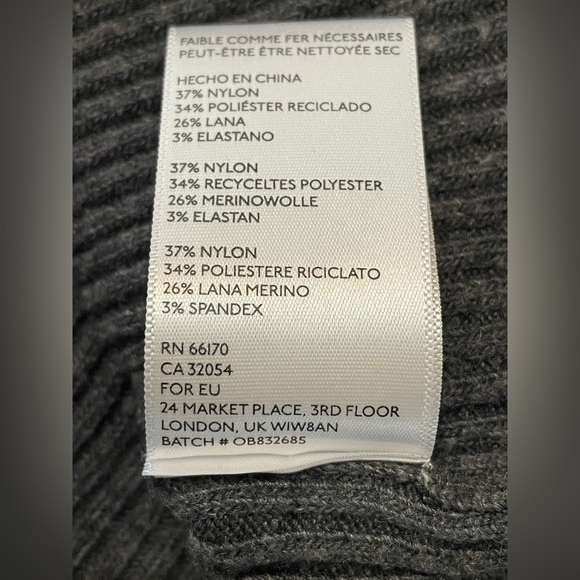 FAIBLE COMME FER NÉCESSAIRES
PEUT-ÊTRE ÊTRE NETTOYÉE SEC
HECHO EN CHINA
37% NYLON
34% POLIÉSTER RECICLADO
26% LANA
3% ELASTANO
37% NYLON
34% RECYCELTES POLYESTER
26% MERINOWOLLE
3% ELASTAN
37% NYLON
34% POLIESTERE RICICLATO
26% LANA MERINO
3% SPANDEX
RN 66170
CA 32054
FOR EU
24 MARKET PLACE, 3RD FLOOR
LONDON, UK W1W8AN
BATCH # OB832685